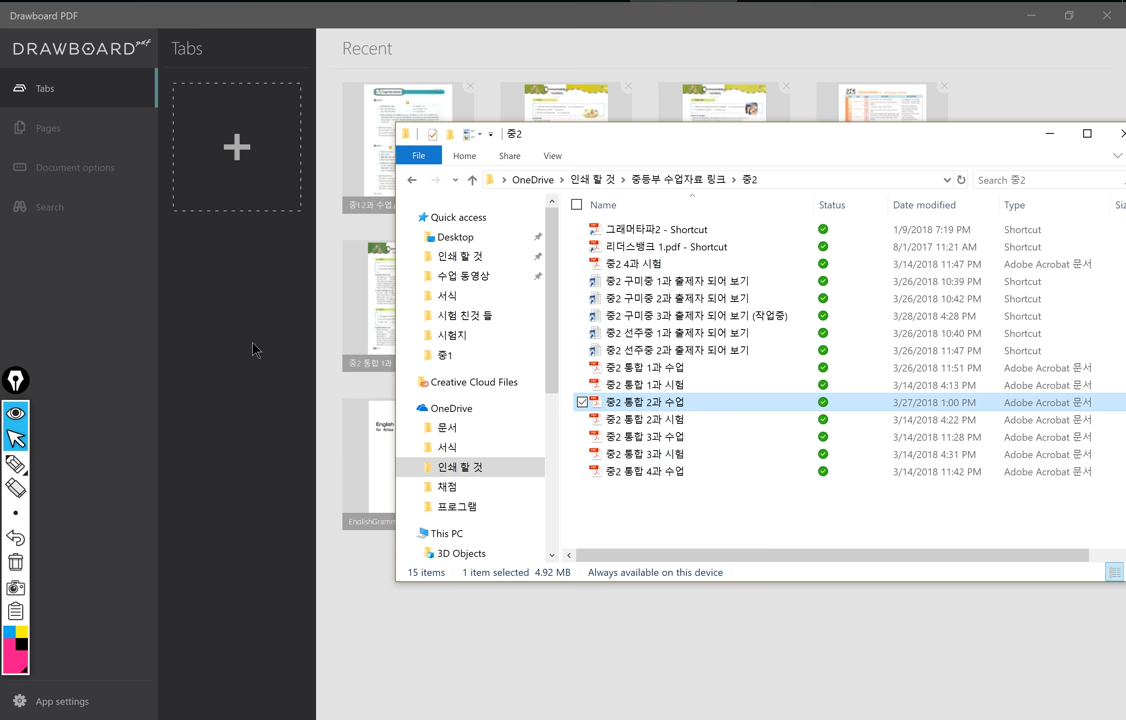 Drawboard PDF
DRAWBOARD pdf
Tabs
Pages
Document options
Search
App settings
Tabs
Recent
중2
File
Home
Share
View
OneDrive
인쇄 할 것
중등부 수업자료 링크
중2
Search 중2
Quick access
Desktop
인쇄 할 것
수업 동영상
서식
시험 친것 들
시험지
중1
Creative Cloud Files
OneDrive
문서
서식
인쇄 할 것
채점
프로그램
This PC
3D Objects
Name Status Date modified Type
그래머타파2 - Shortcut 1/9/2018 7:19 PM Shortcut
리더스뱅크 1.pdf - Shortcut 8/1/2017 11:21 AM Shortcut
중2 4과 시험 3/14/2018 11:47 PM Adobe Acrobat 문서
중2 구미중 1과 출제자 되어 보기 3/26/2018 10:39 PM Shortcut
중2 구미중 2과 출제자 되어 보기 3/26/2018 10:42 PM Shortcut
중2 구미중 3과 출제자 되어 보기 (작업중) 3/28/2018 4:28 PM Shortcut
중2 선주중 1과 출제자 되어 보기 3/26/2018 10:40 PM Shortcut
중2 선주중 2과 출제자 되어 보기 3/26/2018 11:47 PM Shortcut
중2 통합 1과 수업 3/26/2018 11:51 PM Adobe Acrobat 문서
중2 통합 1과 시험 3/14/2018 4:13 PM Adobe Acrobat 문서
중2 통합 2과 수업 3/27/2018 1:00 PM Adobe Acrobat 문서
중2 통합 2과 시험 3/14/2018 4:22 PM Adobe Acrobat 문서
중2 통합 3과 수업 3/14/2018 11:28 PM Adobe Acrobat 문서
중2 통합 3과 시험 3/14/2018 4:31 PM Adobe Acrobat 문서
중2 통합 4과 수업 3/14/2018 11:42 PM Adobe Acrobat 문서
15 items 1 item selected 4.92 MB Always available on this device
중12과 수업
중2 통합 1과
English
EnglishGramm